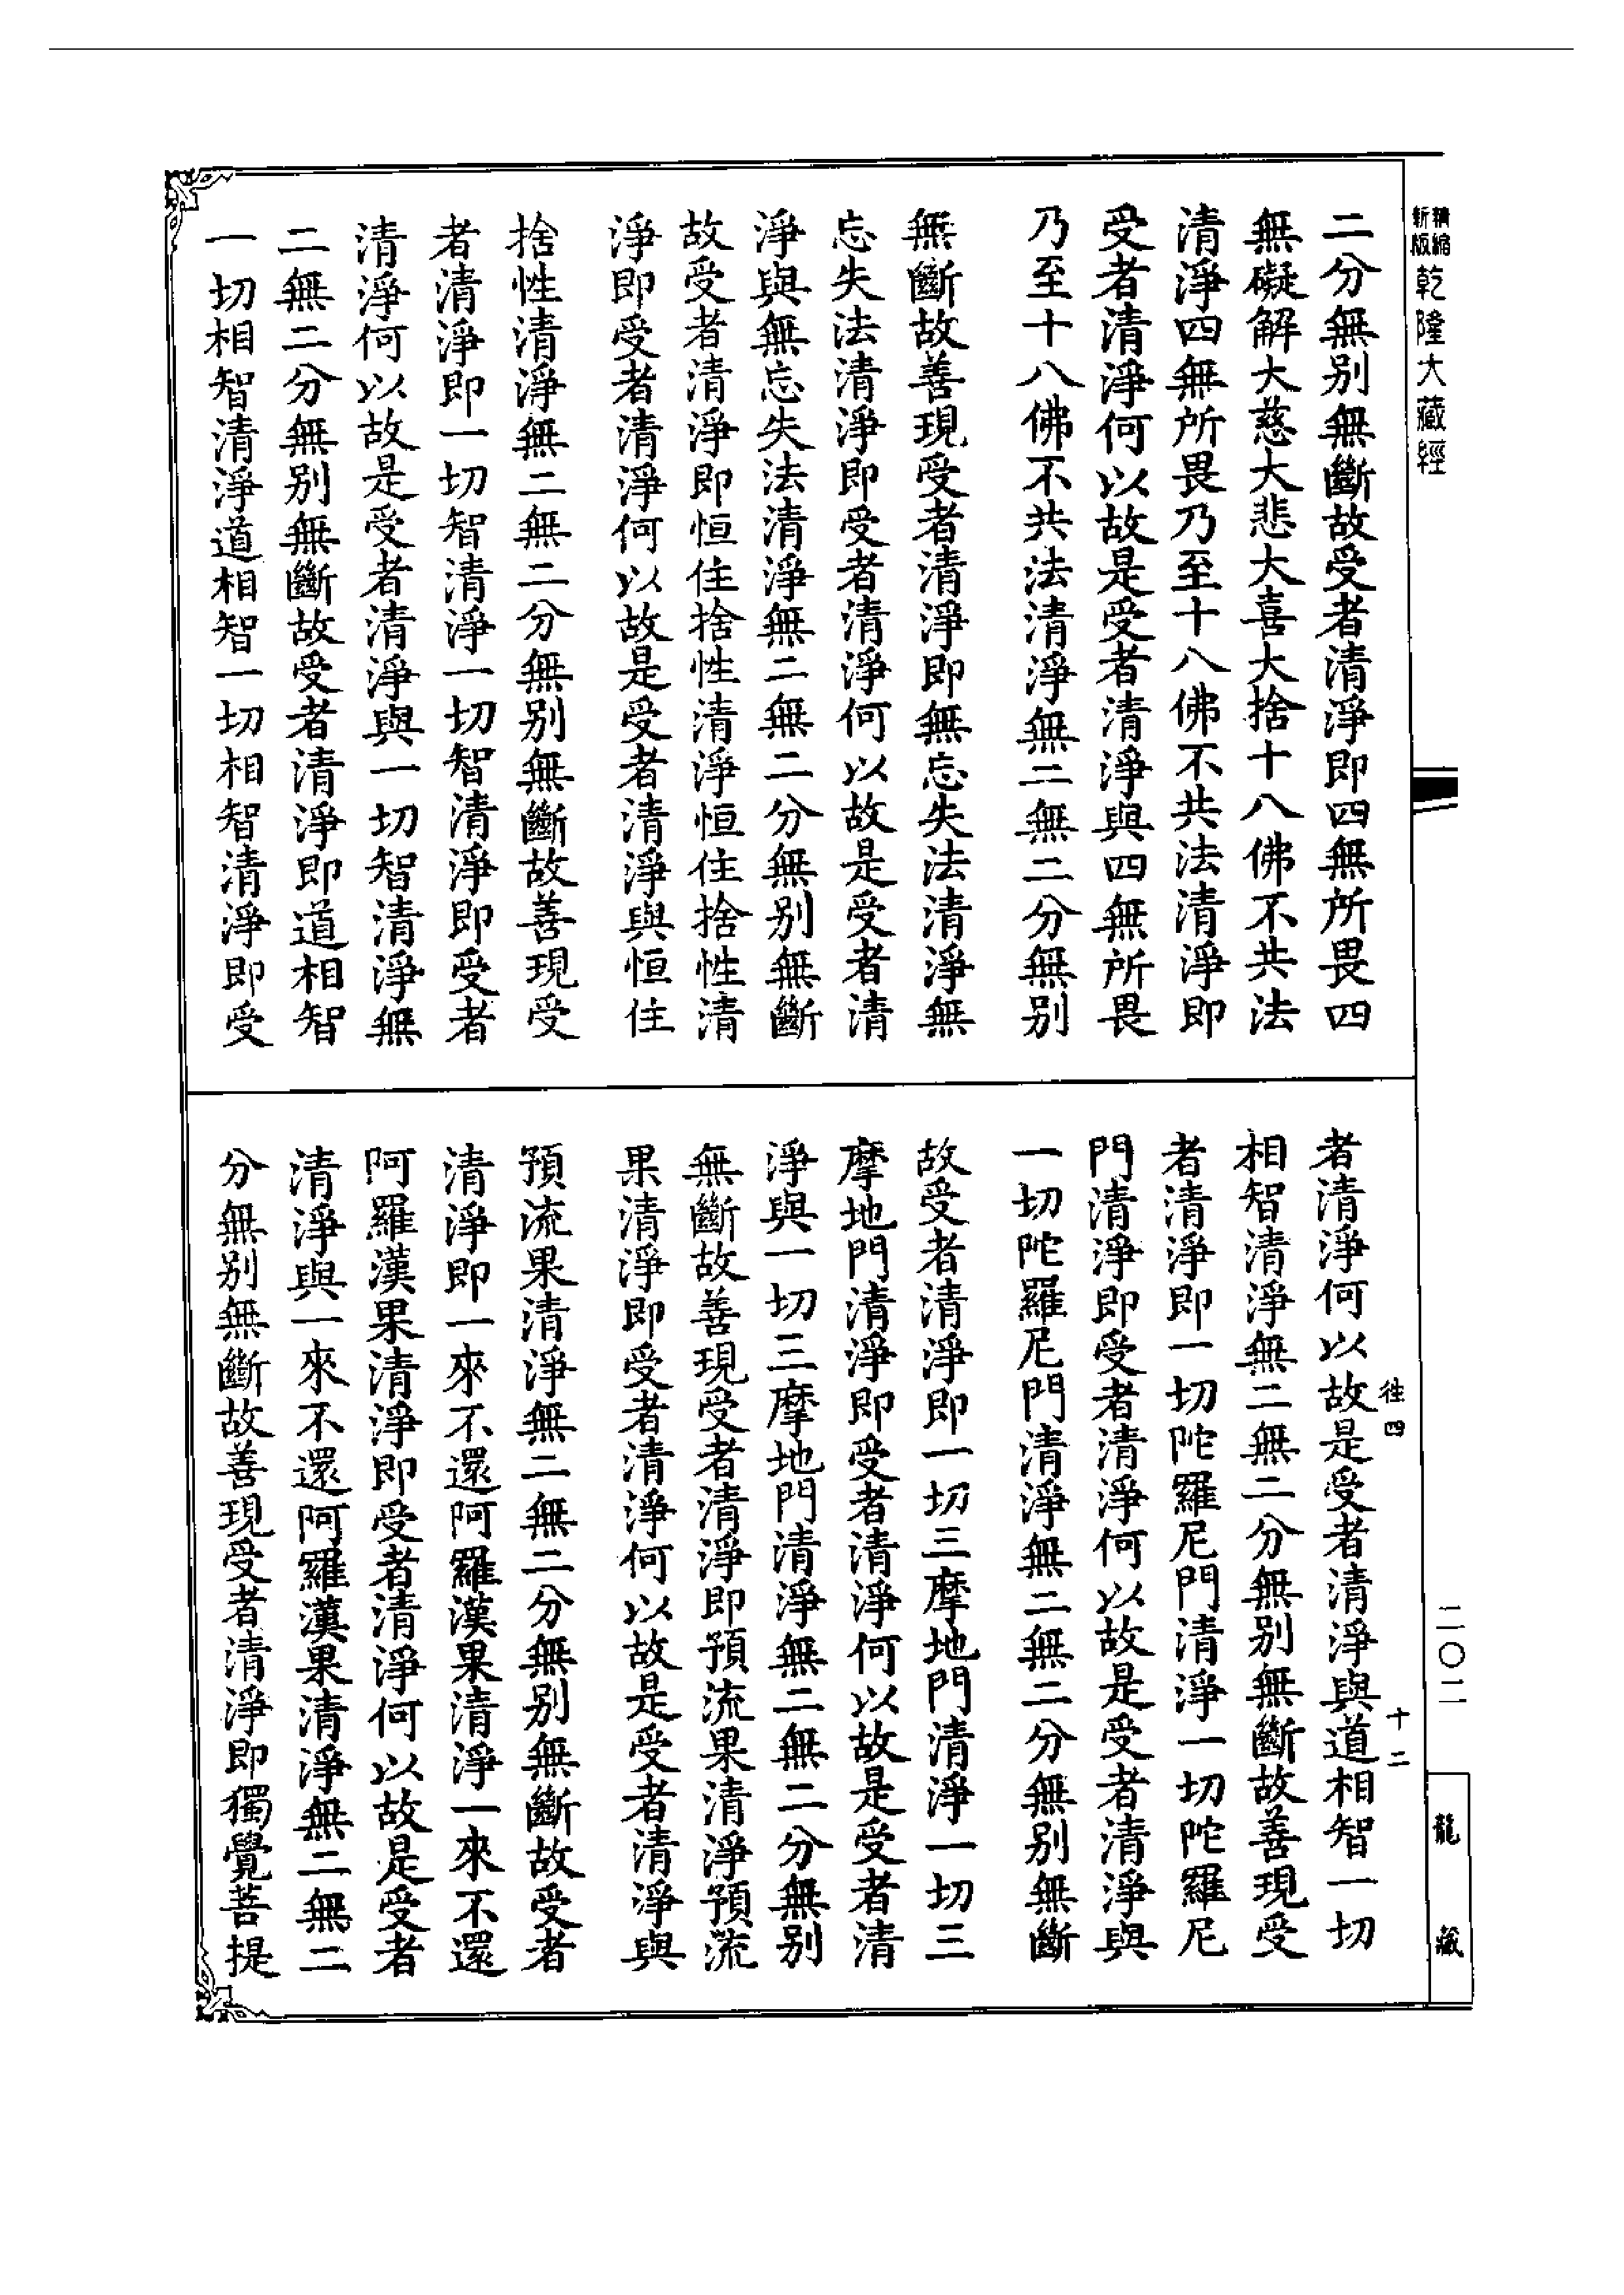 精縮新版乾隆大藏經
二分無別無斷故受者清淨即四無所畏四
無礙解大慈大悲大喜大捨十八佛不共法
清淨四無所畏乃至十八佛不共法清淨即
受者清淨何以故是受者清淨與四無所畏
乃至十八佛不共法清淨無二無二分無別
無斷故善現受者清淨即無忘失法清淨無
忘失法清淨即受者清淨何以故是受者清
淨與無忘失法清淨無二無二分無別無斷
故受者清淨即恒住捨性清淨恒住捨性清
淨即受者清淨何以故是受者清淨與恒住
捨性清淨無二無二分無別無斷故善現受
者清淨即一切智清淨一切智清淨即受者
清淨何以故是受者清淨與一切智清淨無
二無二分無別無斷故受者清淨即道相智
一切相智清淨道相智一切相智清淨即受
者清淨何以故是受者清淨與道相智一切
相智清淨無二無二分無別無斷故善現受
者清淨即一切陀羅尼門清淨一切陀羅尼
門清淨即受者清淨何以故是受者清淨與
一切陀羅尼門清淨無二無二分無別無斷
故受者清淨即一切三摩地門清淨一切三
摩地門清淨即受者清淨何以故是受者清
淨與一切三摩地門清淨無二無二分無別
無斷故善現受者清淨即預流果清淨預流
果清淨即受者清淨何以故是受者清淨與
預流果清淨無二無二分無別無斷故受者
清淨即一來不還阿羅漢果清淨一來不還
阿羅漢果清淨即受者清淨何以故是受者
清淨與一來不還阿羅漢果清淨無二無二
分無別無斷故善現受者清淨即獨覺菩提
往四
十二
二〇二
龍藏